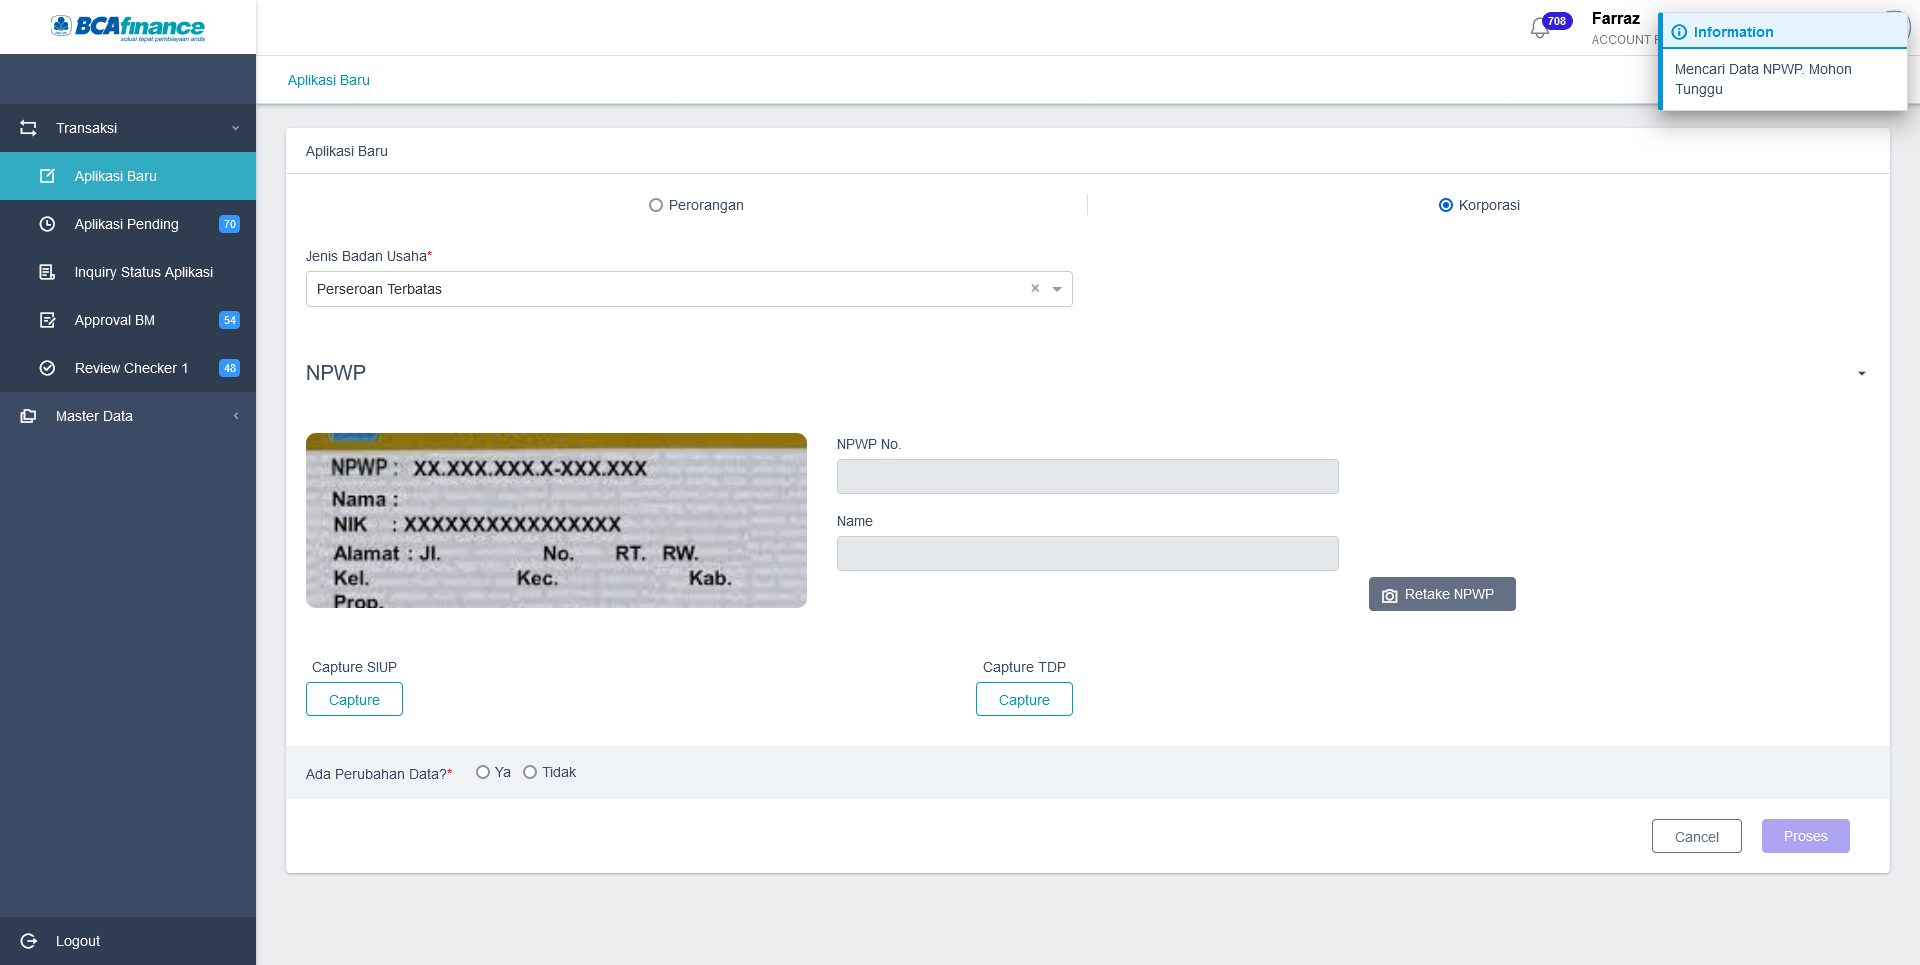 BCAfinance
solusi tepat pembiayaan anda
708
Farraz
ACCOUNT
Information
Mencari Data NPWP. Mohon
Tunggu
Aplikasi Baru
Transaksi
Aplikasi Baru
Aplikasi Pending 70
Inquiry Status Aplikasi
Approval BM 54
Review Checker 1 48
Master Data
Logout
Aplikasi Baru
Perorangan
Korporasi
Jenis Badan Usaha*
Perseroan Terbatas ×
NPWP
NPWP : XX.XXX.XXX.X-XXX.XXX
Nama :
NIK : XXXXXXXXXXXXXXXX
Alamat : Jl. No. RT. RW.
Kel. Kec. Kab.
Prop.
NPWP No.
Name
Retake NPWP
Capture SIUP
Capture
Capture TDP
Capture
Ada Perubahan Data?* Ya Tidak
Cancel
Proses